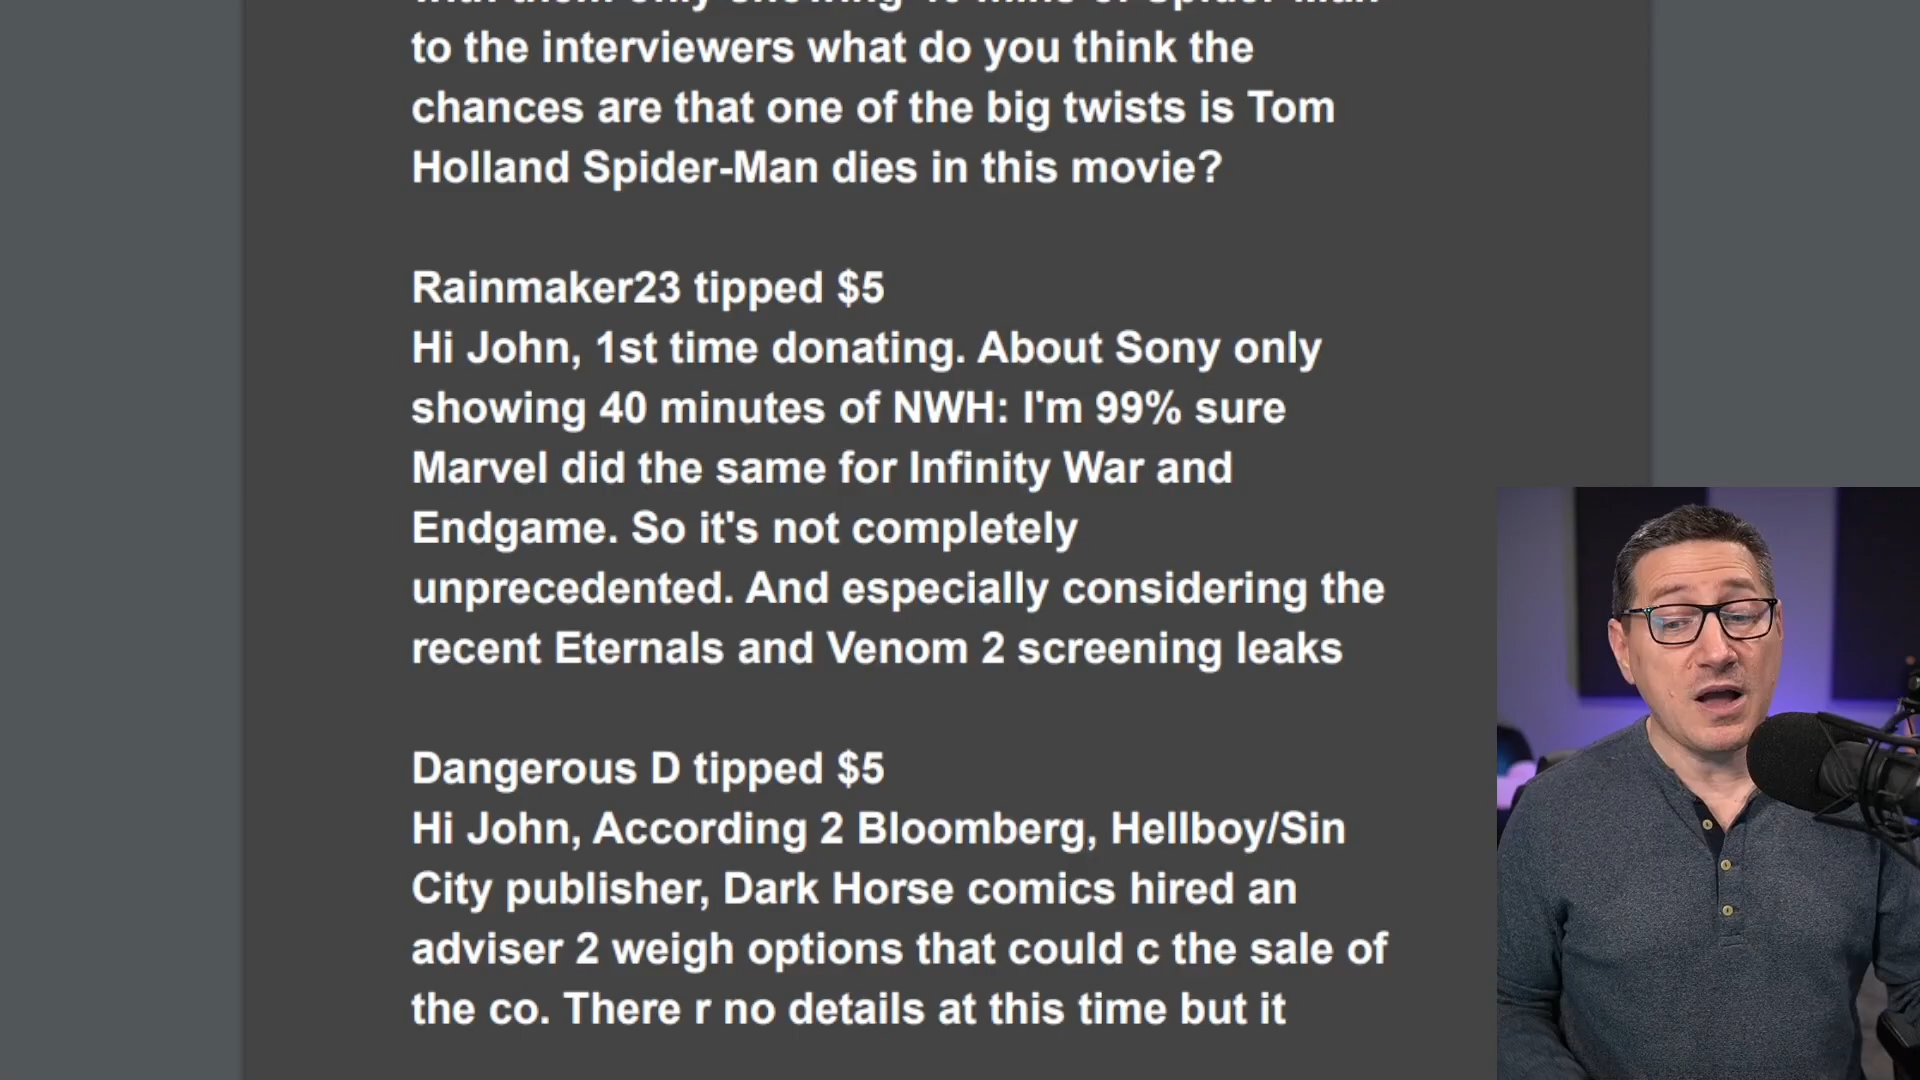 to the interviewers what do you think the
chances are that one of the big twists is Tom
Holland Spider-Man dies in this movie?
Rainmaker23 tipped $5
Hi John, 1st time donating. About Sony only
showing 40 minutes of NWH: I'm 99% sure
Marvel did the same for Infinity War and
Endgame. So it's not completely
unprecedented. And especially considering the
recent Eternals and Venom 2 screening leaks
Dangerous D tipped $5
Hi John, According 2 Bloomberg, Hellboy/Sin
City publisher, Dark Horse comics hired an
adviser 2 weigh options that could c the sale of
the co. There r no details at this time but it